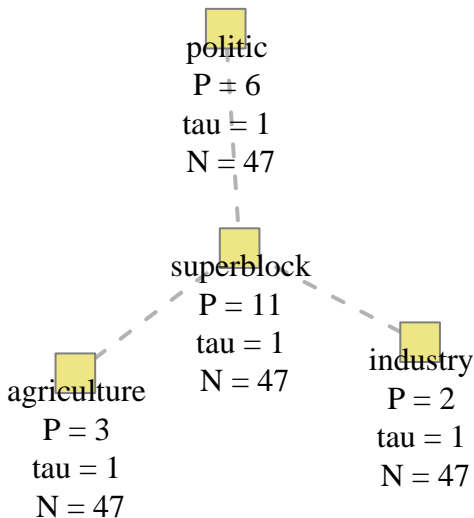 politic
P = 6
tau = 1
N = 47
superblock
P = 11
tau = 1
N = 47
agriculture
P = 3
tau = 1
N = 47
industry
P = 2
tau = 1
N = 47